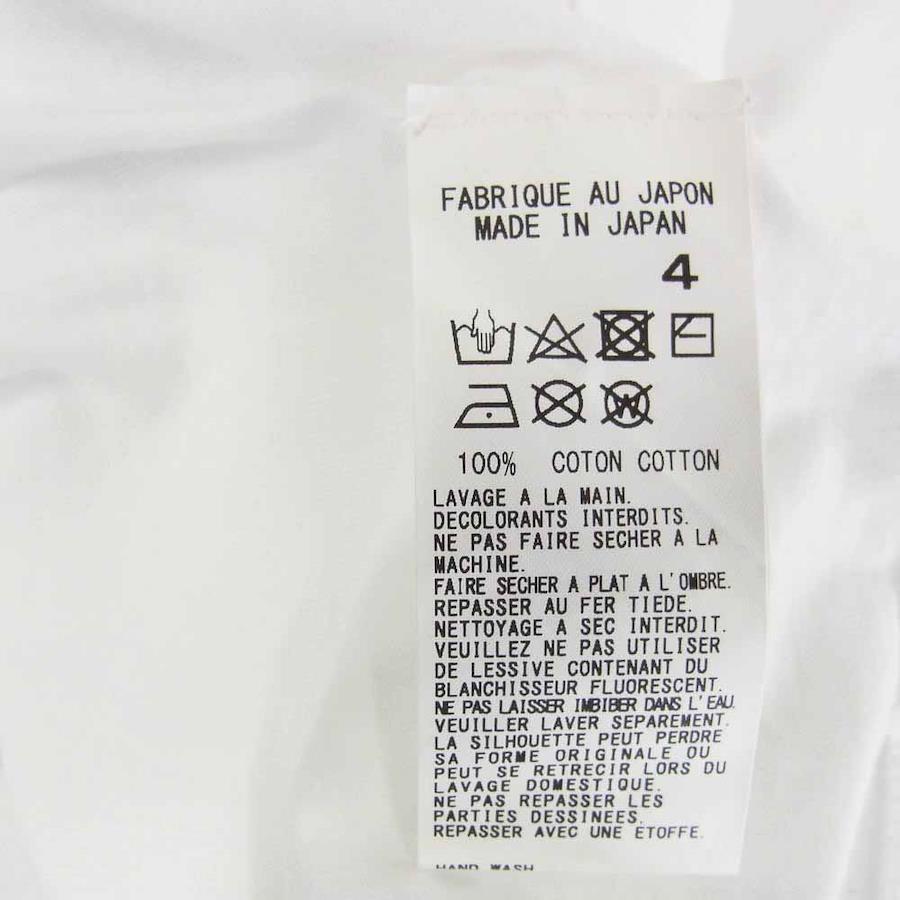 FABRIQUE AU JAPON
MADE IN JAPAN
4
W
100% COTON COTTON
LAVAGE A LA MAIN.
DECOLORANTS INTERDITS.
NE PAS FAIRE SECHER A LA
MACHINE.
FAIRE SECHER A PLAT A L'OMBRE.
REPASSER AU FER TIEDE.
NETTOYAGE A SEC INTERDIT.
VEUILLEZ NE PAS UTILISER
DE LESSIVE CONTENANT DU
BLANCHISSEUR FLUORESCENT.
NE PAS LAISSER IMBIBER DANS L'EAU.
VEUILLER LAVER SEPAREMENT.
LA SILHOUETTE PEUT PERDRE
SA FORME ORIGINALE OU
PEUT SE RETRECIR LORS DU
LAVAGE DOMESTIQUE.
NE PAS REPASSER LES
PARTIES DESSINEES.
REPASSER AVEC UNE ETOFFE.
HAND WASH